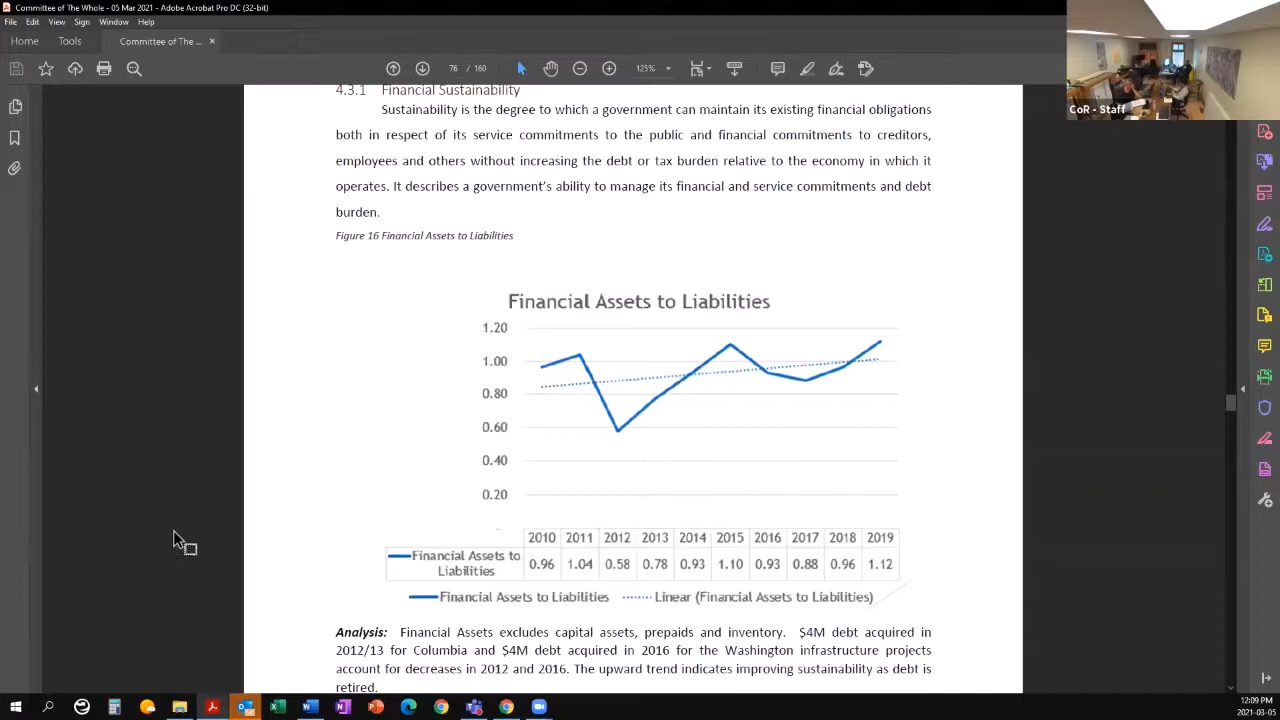 Committee of The Whole - 05 Mar 2021 - Adobe Acrobat Pro DC (32-bit)
File Edit View Sign Window Help
Home Tools Committee of The ... ×
76 / 160 125%
CoR - Staff
4.3.1 Financial Sustainability
Sustainability is the degree to which a government can maintain its existing financial obligations
both in respect of its service commitments to the public and financial commitments to creditors,
employees and others without increasing the debt or tax burden relative to the economy in which it
operates. It describes a government's ability to manage its financial and service commitments and debt
burden.
Figure 16 Financial Assets to Liabilities
Financial Assets to Liabilities
1.20
1.00
0.80
0.60
0.40
0.20
-
2010 2011 2012 2013 2014 2015 2016 2017 2018 2019
Financial Assets to
Liabilities
0.96 1.04 0.58 0.78 0.93 1.10 0.93 0.88 0.96 1.12
Financial Assets to Liabilities Linear (Financial Assets to Liabilities)
Analysis: Financial Assets excludes capital assets, prepaids and inventory. $4M debt acquired in
2012/13 for Columbia and $4M debt acquired in 2016 for the Washington infrastructure projects
account for decreases in 2012 and 2016. The upward trend indicates improving sustainability as debt is
retired.
12:09 PM
2021-03-05